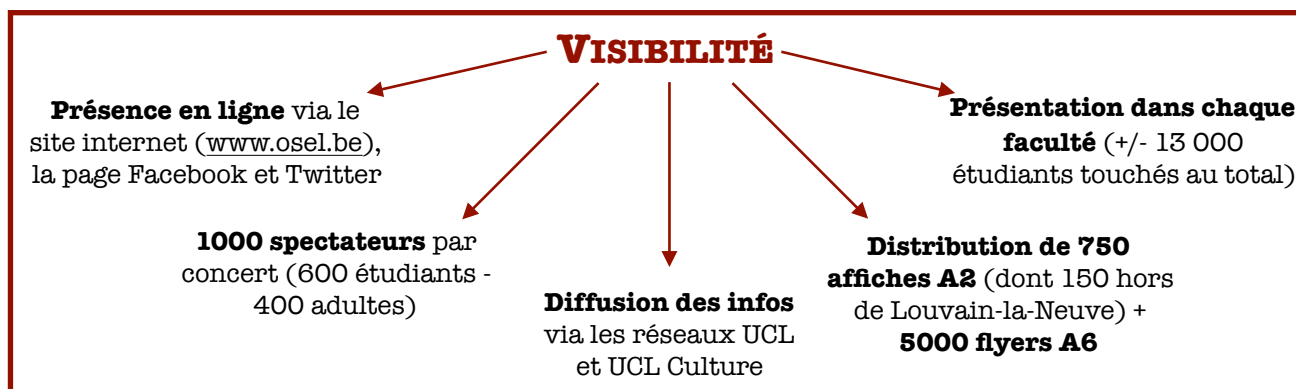 VISIBILITÉ
Présence en ligne via le
site internet (www.osel.be),
la page Facebook et Twitter
1000 spectateurs par
concert (600 étudiants -
400 adultes)
Diffusion des infos
via les réseaux UCL
et UCL Culture
Distribution de 750
affiches A2 (dont 150 hors
de Louvain-la-Neuve) +
5000 flyers A6
Présentation dans chaque
faculté (+/- 13 000
étudiants touchés au total)